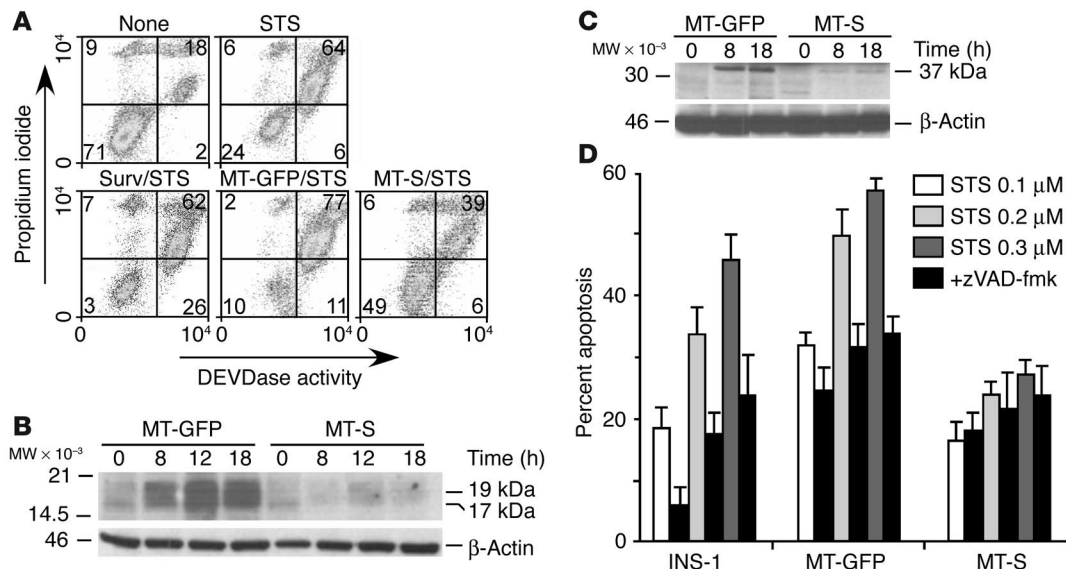 A
None
STS
10⁴
9
18
71
2
6
64
24
6
0
Propidium iodide
Surv/STS
MT-GFP/STS
MT-S/STS
10⁴
7
62
3
26
2
77
10
11
6
39
49
6
0
0
10⁴
0
10⁴
0
10⁴
DEVDase activity
B
MT-GFP
MT-S
MW × 10⁻³
0 8 12 18 0 8 12 18 Time (h)
21
19 kDa
17 kDa
14.5
46
β-Actin
C
MT-GFP
MT-S
MW × 10⁻³
0 8 18 0 8 18 Time (h)
30
37 kDa
46
β-Actin
D
Percent apoptosis
60
40
20
0
STS 0.1 μM
STS 0.2 μM
STS 0.3 μM
+zVAD-fmk
INS-1
MT-GFP
MT-S